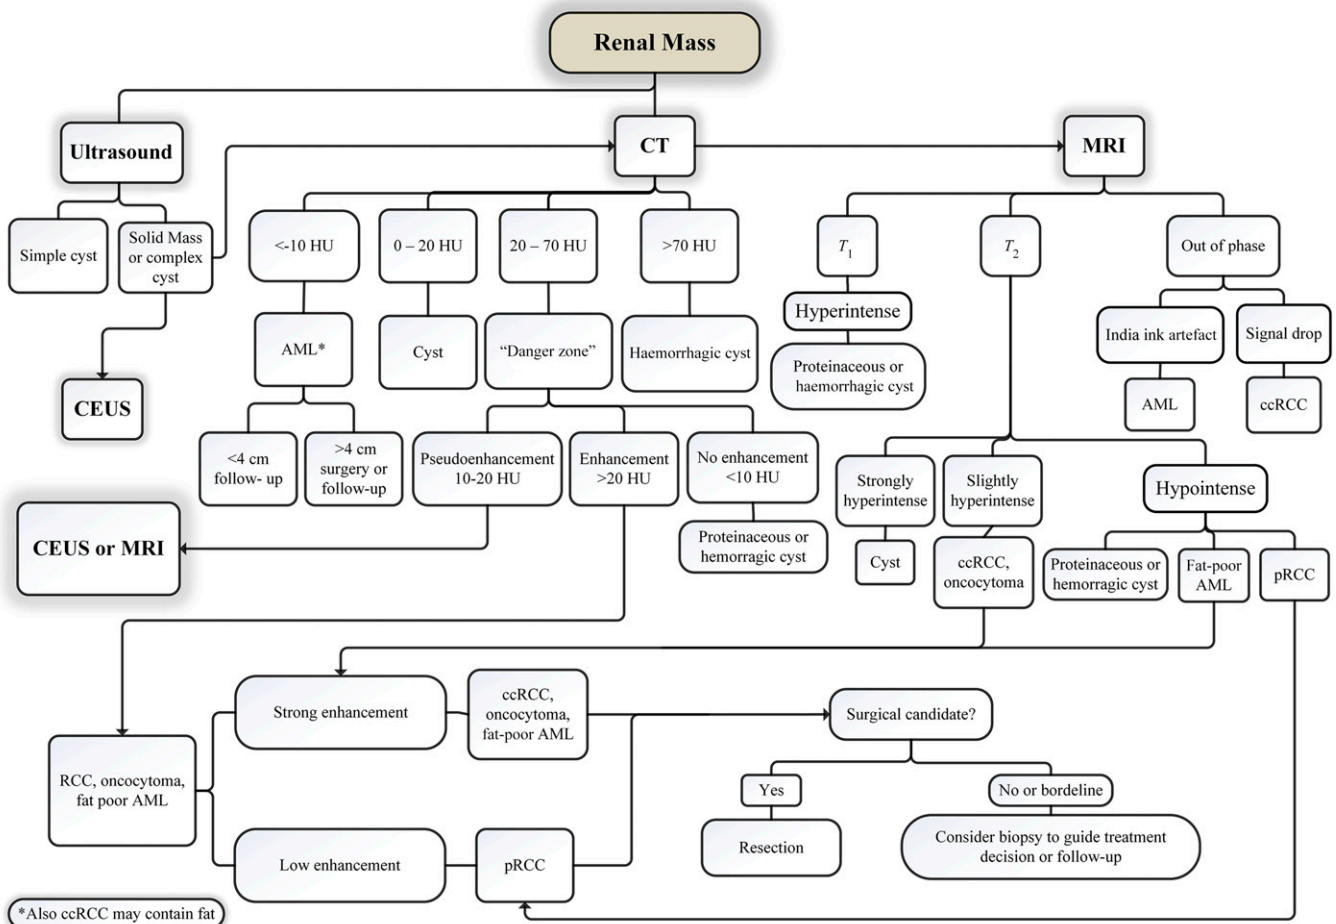 Renal Mass
Ultrasound
CT
MRI
Simple cyst
Solid Mass
or complex
cyst
<-10 HU
0 – 20 HU
20 – 70 HU
>70 HU
T1
T2
Out of phase
Hyperintense
India ink artefact
Signal drop
AML*
Cyst
“Danger zone”
Haemorrhagic cyst
Proteinaceous or
haemorrhagic cyst
AML
ccRCC
CEUS
<4 cm
follow- up
>4 cm
surgery or
follow-up
Pseudoenhancement
10-20 HU
Enhancement
>20 HU
No enhancement
<10 HU
Strongly
hyperintense
Slightly
hyperintense
Hypointense
CEUS or MRI
Proteinaceous or
hemorragic cyst
Cyst
ccRCC,
oncocytoma
Proteinaceous or
hemorragic cyst
Fat-poor
AML
pRCC
Strong enhancement
ccRCC,
oncocytoma,
fat-poor AML
Surgical candidate?
RCC, oncocytoma,
fat poor AML
Yes
No or bordeline
Resection
Consider biopsy to guide treatment
decision or follow-up
Low enhancement
pRCC
*Also ccRCC may contain fat